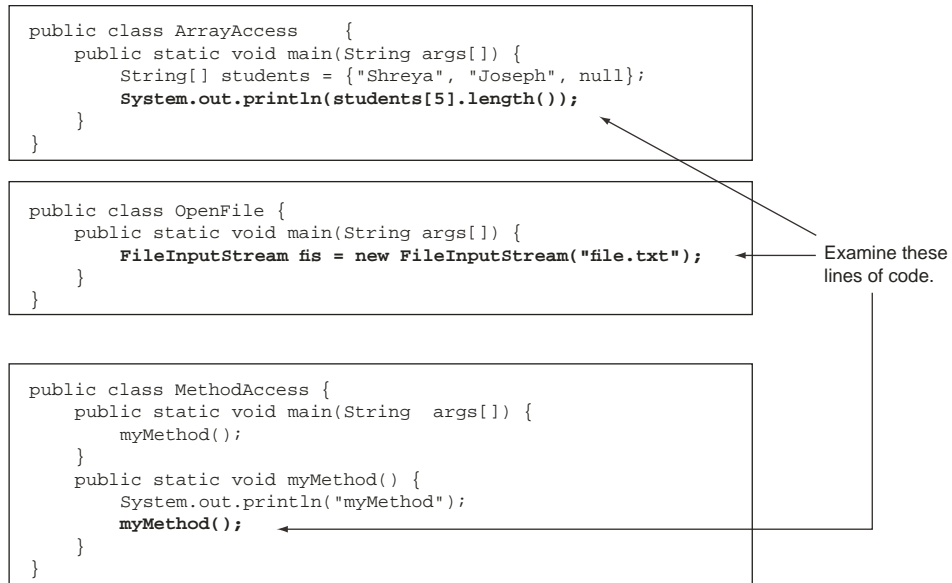 public class ArrayAccess    {
    public static void main(String args[]) {
        String[] students = {"Shreya", "Joseph", null};
        System.out.println(students[5].length());
    }
}
public class OpenFile {
    public static void main(String args[]) {
        FileInputStream fis = new FileInputStream("file.txt");
    }
}
Examine these
lines of code.
public class MethodAccess {
    public static void main(String  args[]) {
        myMethod();
    }
    public static void myMethod() {
        System.out.println("myMethod");
        myMethod();
    }
}